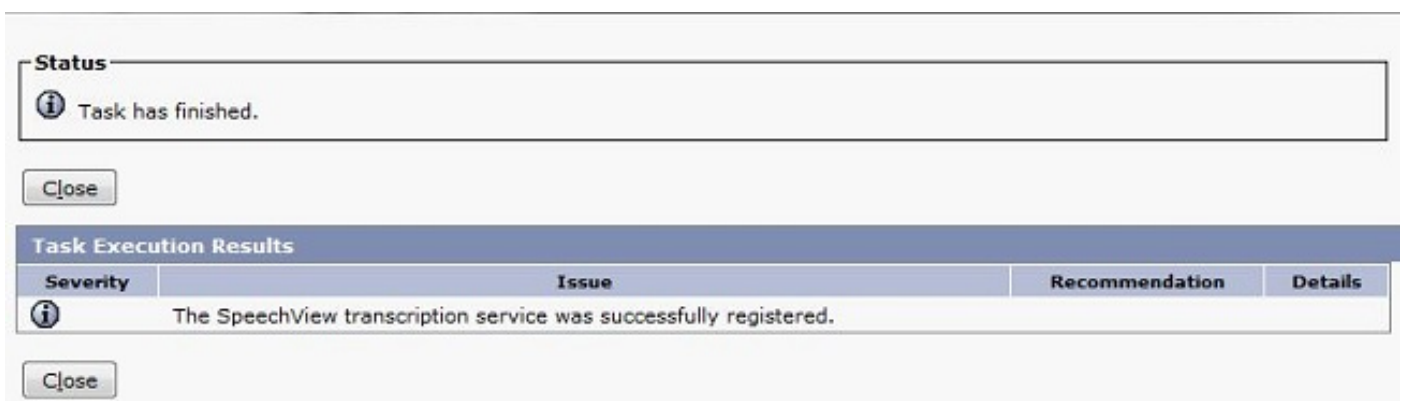 Status
Task has finished.
Close
Task Execution Results
Severity Issue Recommendation Details
The SpeechView transcription service was successfully registered.
Close